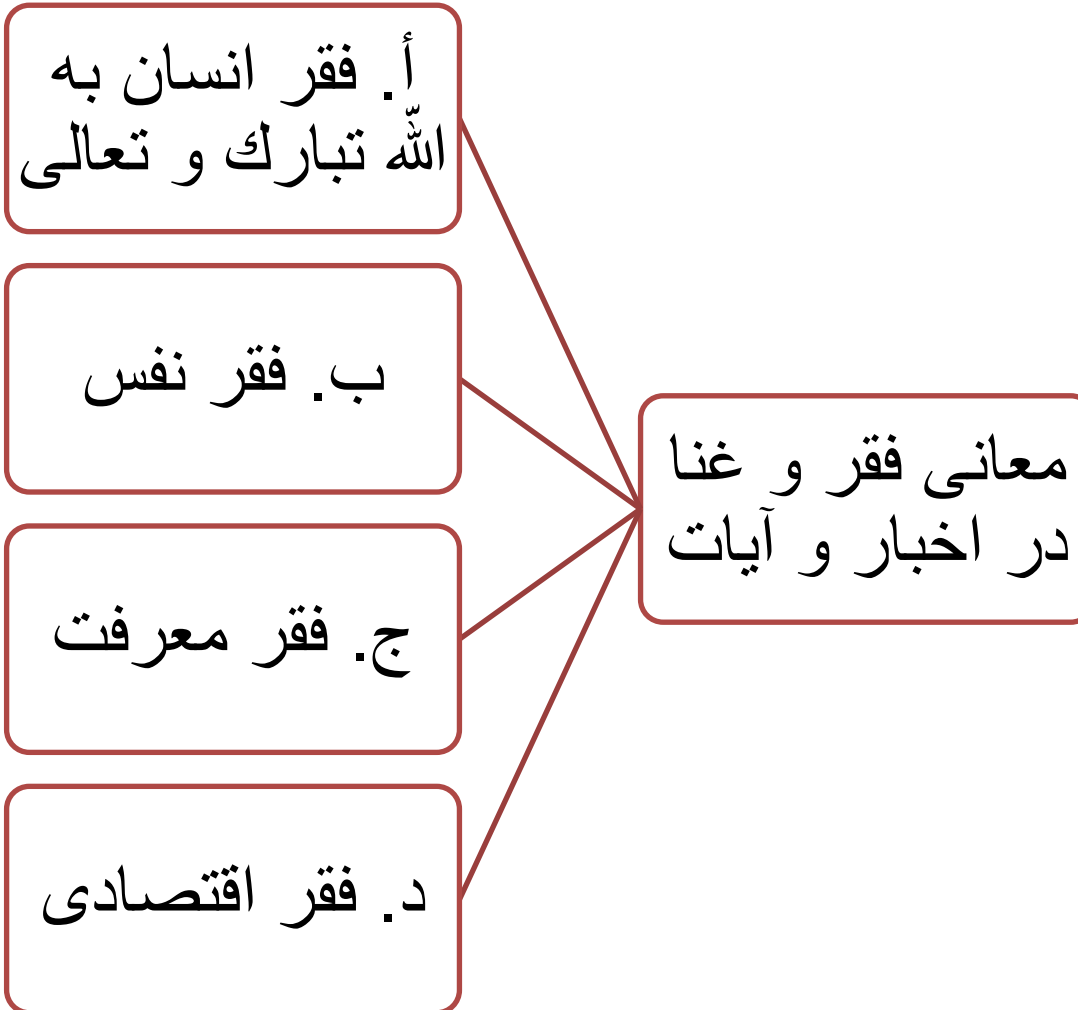 معانی فقر و غنا
در اخبار و آیات
أ. فقر انسان به
الله تبارك و تعالی
ب. فقر نفس
ج. فقر معرفت
د. فقر اقتصادی